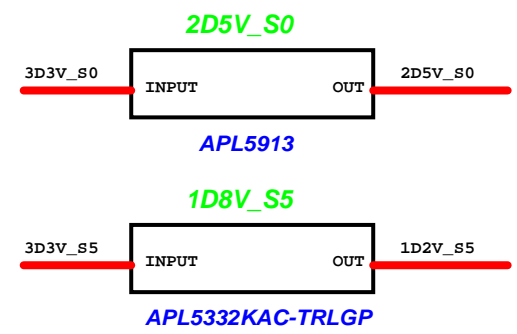 2D5V_S0
3D3V_S0 INPUT OUT 2D5V_S0
APL5913
1D8V_S5
3D3V_S5 INPUT OUT 1D2V_S5
APL5332KAC-TRLGP